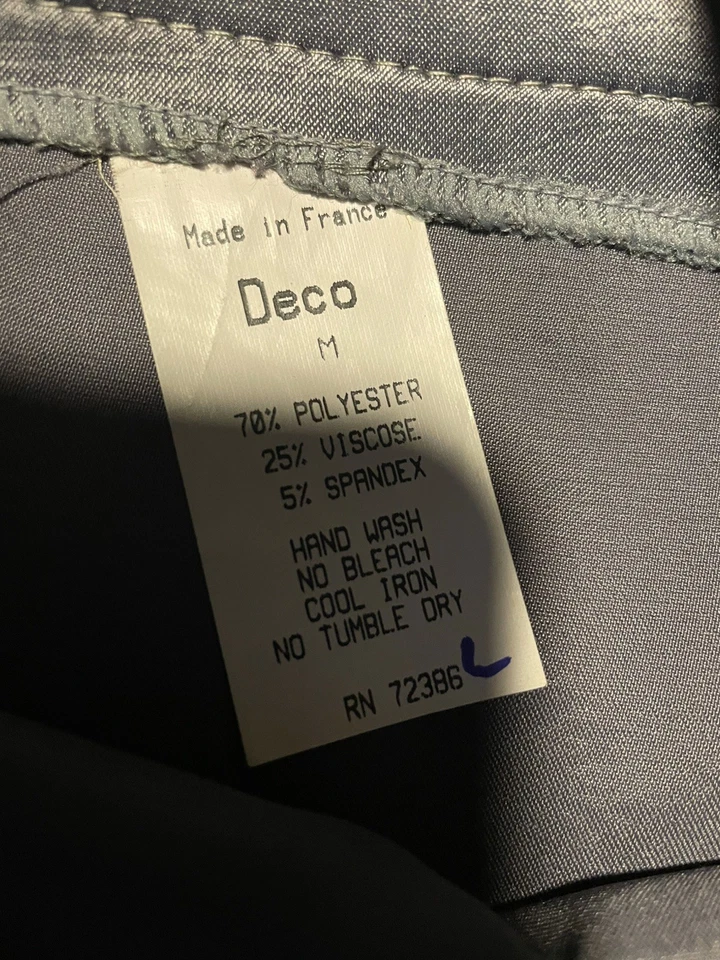 Made in France
Deco
M
70% POLYESTER
25% VISCOSE
5% SPANDEX
HAND WASH
NO BLEACH
COOL IRON
NO TUMBLE DRY
L
RN 72386